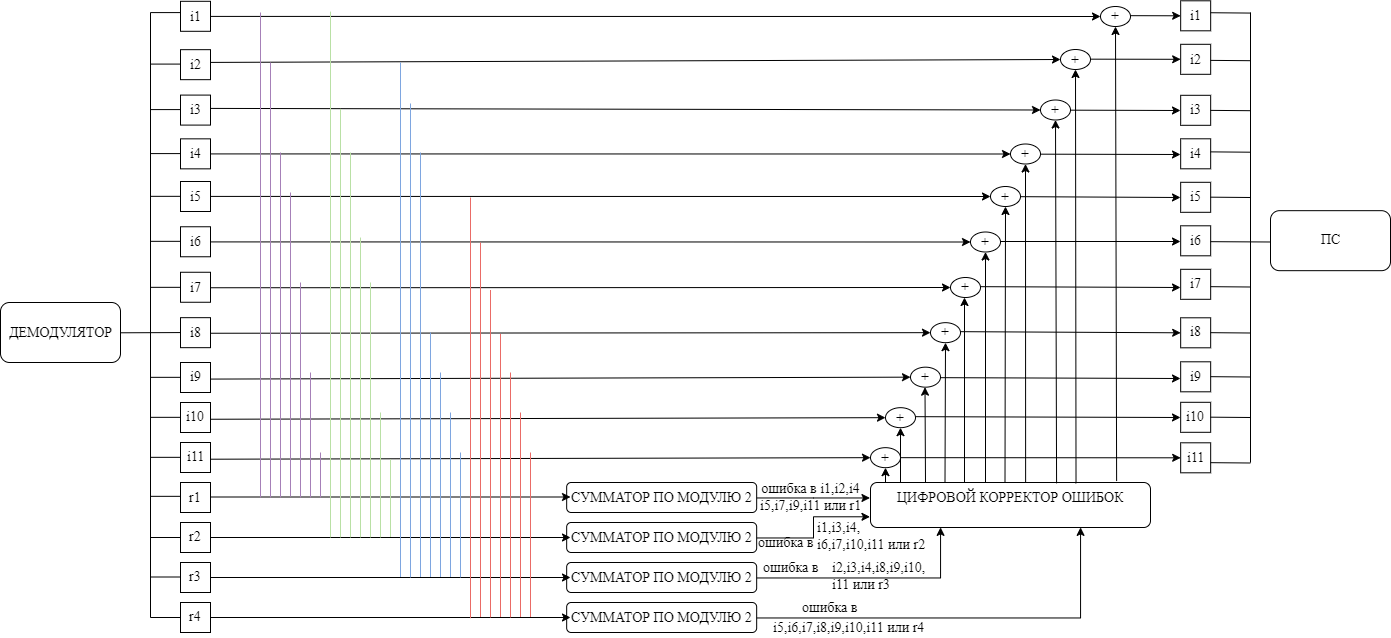 i1 + i1
i2 + i2
i3 + i3
i4 + i4
i5 + i5
i6 + i6
ПС
i7 + i7
ДЕМОДУЛЯТОР
i8 + i8
i9 + i9
i10 + i10
i11 + i11
r1
СУММАТОР ПО МОДУЛЮ 2
ошибка в i1,i2,i4
i5,i7,i9,i11 или r1
ЦИФРОВОЙ КОРРЕКТОР ОШИБОК
r2
СУММАТОР ПО МОДУЛЮ 2
i1,i3,i4,
ошибка в i6,i7,i10,i11 или r2
r3
СУММАТОР ПО МОДУЛЮ 2
ошибка в i2,i3,i4,i8,i9,i10,
i11 или r3
r4
СУММАТОР ПО МОДУЛЮ 2
ошибка в
i5,i6,i7,i8,i9,i10,i11 или r4